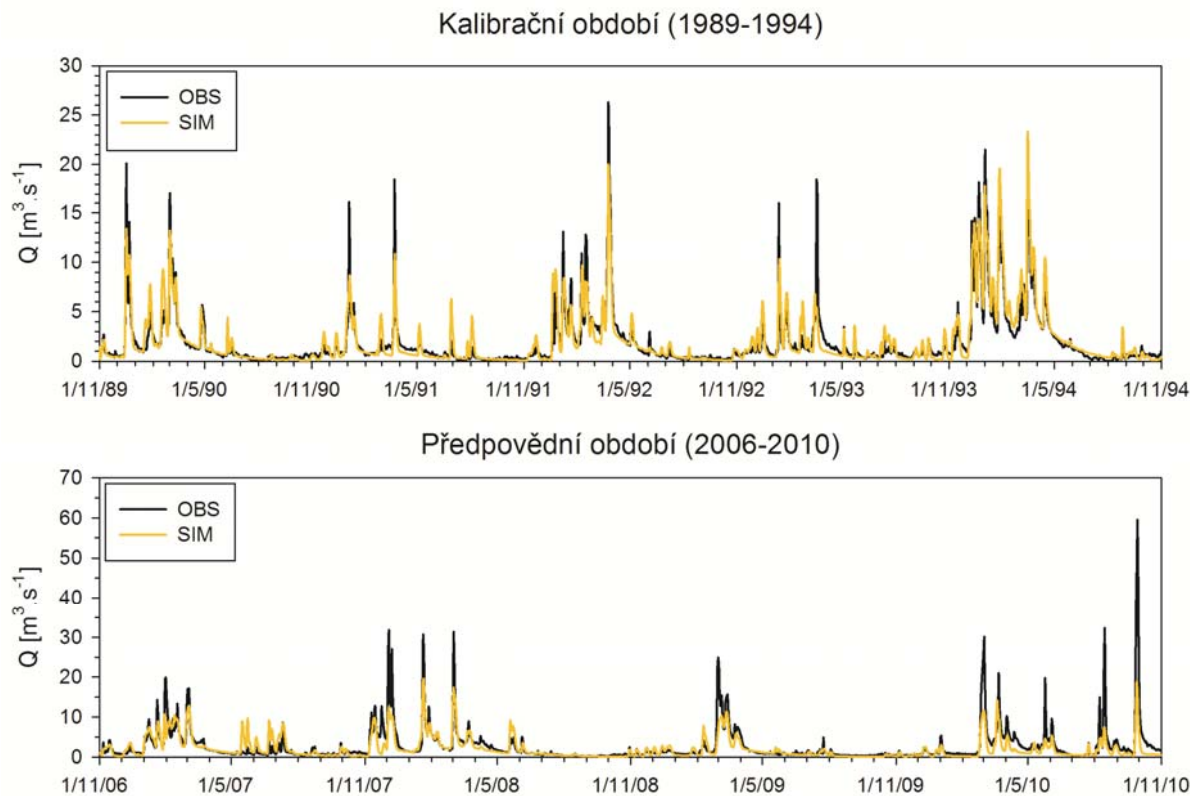 Kalibrační období (1989-1994)
30
25
20
15
10
5
0
Q [m³.s⁻¹]
OBS
SIM
1/11/89 1/5/90 1/11/90 1/5/91 1/11/91 1/5/92 1/11/92 1/5/93 1/11/93 1/5/94 1/11/94
Předpovědní období (2006-2010)
70
60
50
40
30
20
10
0
Q [m³.s⁻¹]
OBS
SIM
1/11/06 1/5/07 1/11/07 1/5/08 1/11/08 1/5/09 1/11/09 1/5/10 1/11/10